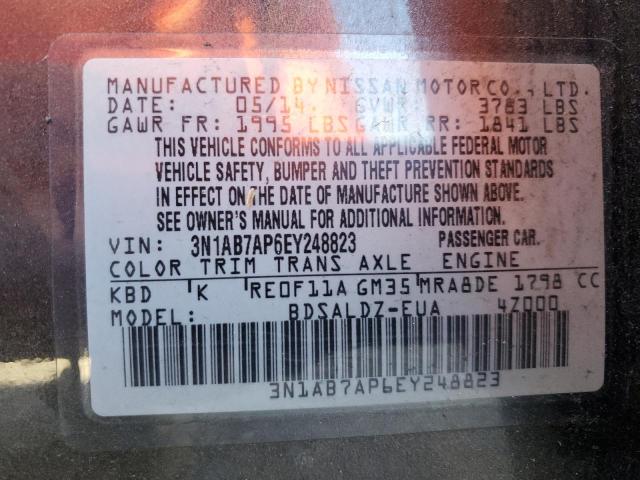 MANUFACTURED BY NISSAN MOTOR CO., LTD.
DATE: 05/14 GVWR: 3783 LBS
GAWR FR: 1995 LBS GAWR RR: 1841 LBS
THIS VEHICLE CONFORMS TO ALL APPLICABLE FEDERAL MOTOR
VEHICLE SAFETY, BUMPER AND THEFT PREVENTION STANDARDS
IN EFFECT ON THE DATE OF MANUFACTURE SHOWN ABOVE.
SEE OWNER'S MANUAL FOR ADDITIONAL INFORMATION.
VIN: 3N1AB7AP6EY248823 PASSENGER CAR.
COLOR TRIM TRANS AXLE ENGINE
KBD K RE0F11A GM35 MRA8DE 1798 CC
MODEL: BDSALDZ-EUA 4Z000
3N1AB7AP6EY248823